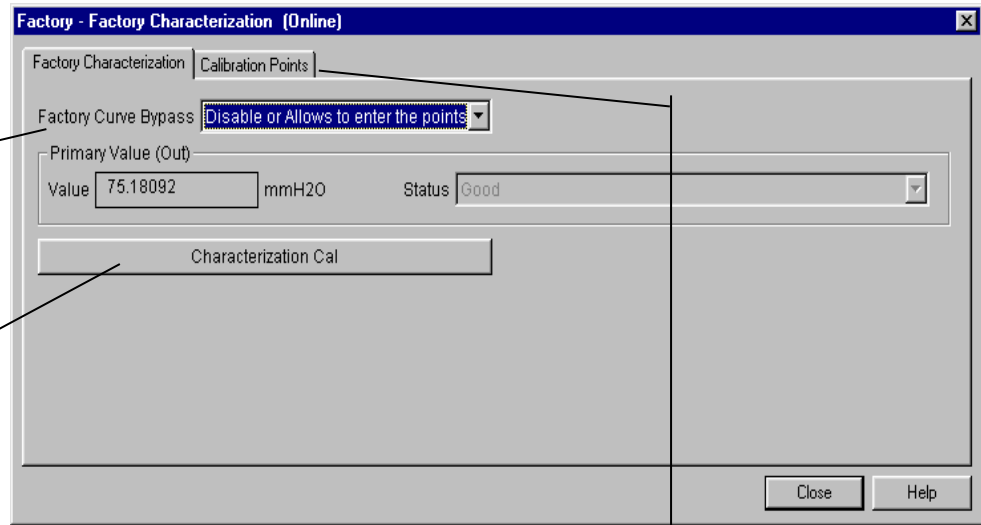 Factory - Factory Characterization (Online)
Factory Characterization Calibration Points
Factory Curve Bypass Disable or Allows to enter the points
Primary Value (Out)
Value 75.18092 mmH2O Status Good
Characterization Cal
Close Help